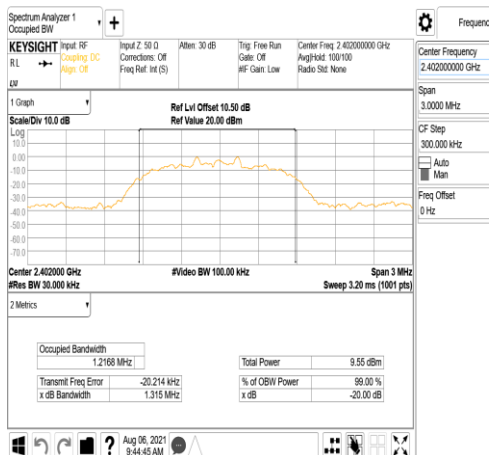 Spectrum Analyzer 1
Occupied BW
KEYSIGHT
RL
Input: RF
Coupling: DC
Align: Off
Input Z: 50 Ω
Corrections: Off
Freq Ref: Int (S)
Atten: 30 dB
Trig: Free Run
Gate: Off
#IF Gain: Low
Center Freq: 2.402000000 GHz
Avg|Hold: 100/100
Radio Std: None
1 Graph
Scale/Div 10.0 dB
Ref Lvl Offset 10.50 dB
Ref Value 20.00 dBm
Log
10.0
0.00
-10.0
-20.0
-30.0
-40.0
-50.0
-60.0
-70.0
Center 2.402000 GHz
#Video BW 100.00 kHz
Span 3 MHz
#Res BW 30.000 kHz
Sweep 3.20 ms (1001 pts)
2 Metrics
Occupied Bandwidth
1.2168 MHz
Total Power 9.55 dBm
Transmit Freq Error -20.214 kHz
% of OBW Power 99.00 %
x dB Bandwidth 1.315 MHz
x dB -20.00 dB
Aug 06, 2021
9:44:45 AM
Frequenc
Center Frequency
2.402000000 GHz
Span
3.0000 MHz
CF Step
300.000 kHz
Auto
Man
Freq Offset
0 Hz